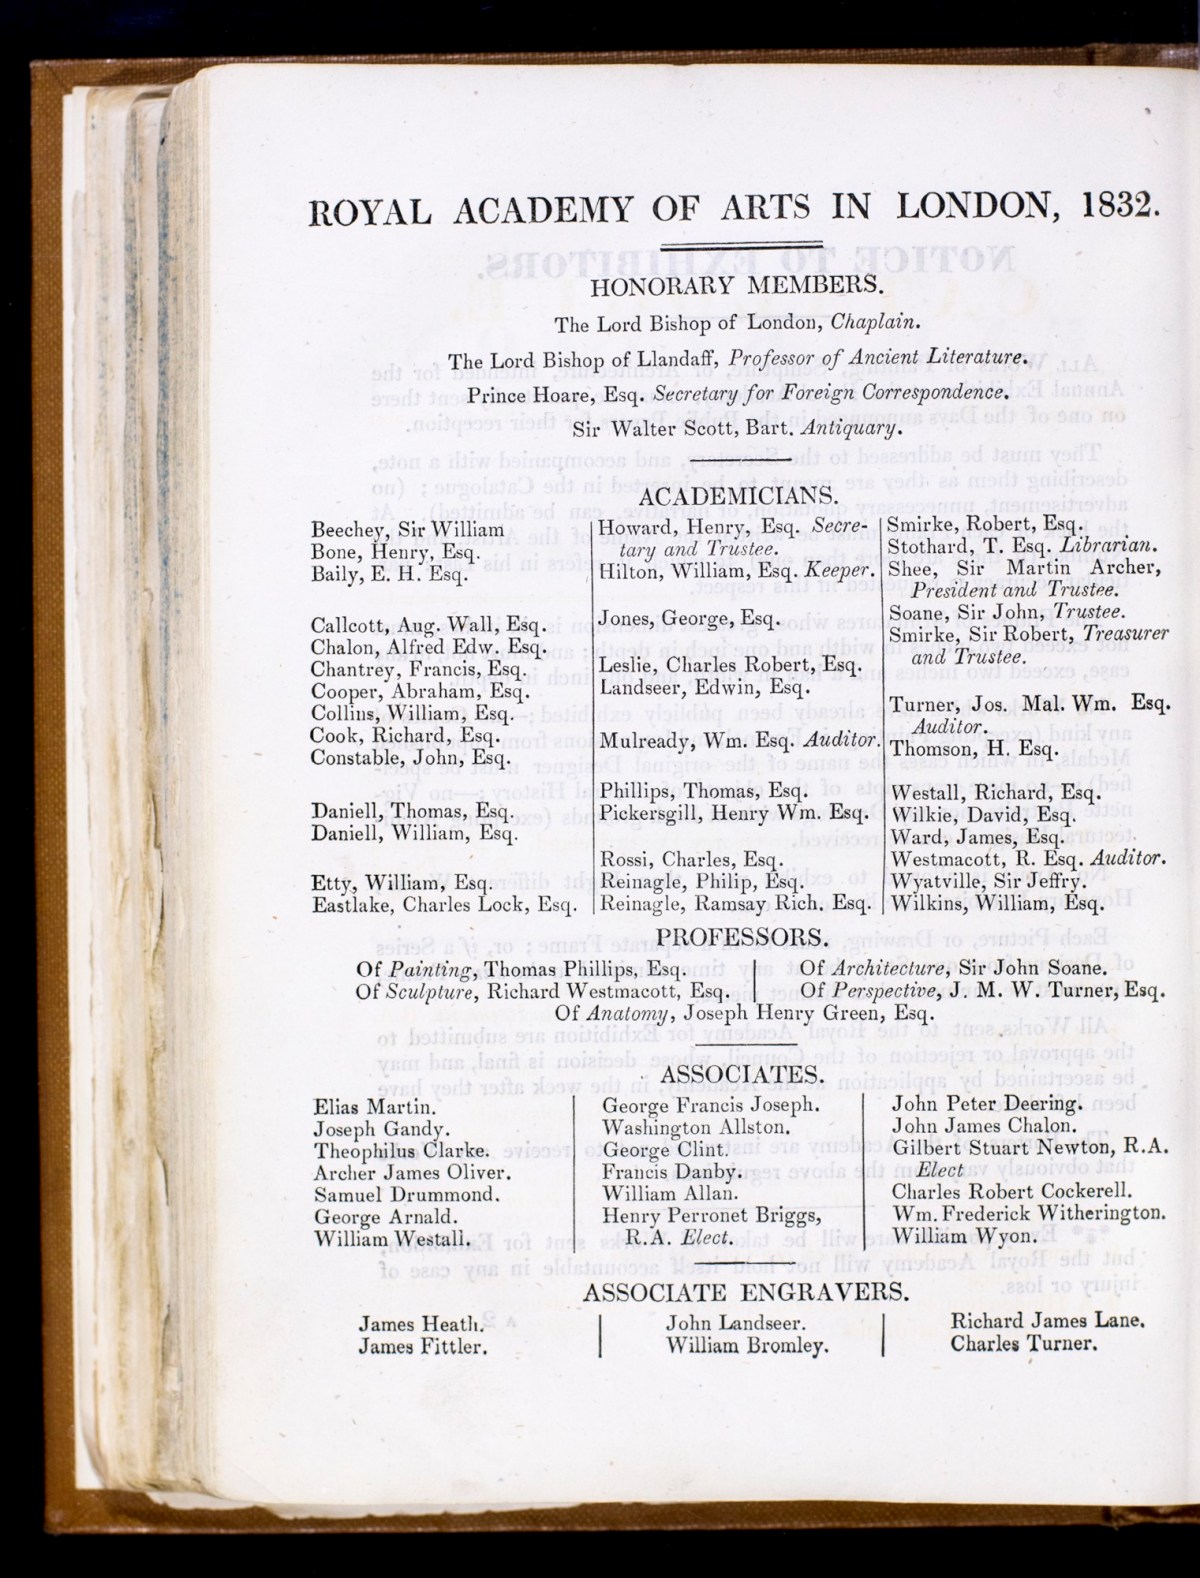 ROYAL ACADEMY OF ARTS IN LONDON, 1832.
HONORARY MEMBERS.
The Lord Bishop of London, Chaplain.
The Lord Bishop of Llandaff, Professor of Ancient Literature.
Prince Hoare, Esq. Secretary for Foreign Correspondence.
Sir Walter Scott, Bart. Antiquary.
ACADEMICIANS.
Beechey, Sir William
Bone, Henry, Esq.
Baily, E. H. Esq.
Callcott, Aug. Wall, Esq.
Chalon, Alfred Edw. Esq.
Chantrey, Francis, Esq.
Cooper, Abraham, Esq.
Collins, William, Esq.
Cook, Richard, Esq.
Constable, John, Esq.
Daniell, Thomas, Esq.
Daniell, William, Esq.
Etty, William, Esq.
Eastlake, Charles Lock, Esq.
Howard, Henry, Esq. Secre-
tary and Trustee.
Hilton, William, Esq. Keeper.
Jones, George, Esq.
Leslie, Charles Robert, Esq.
Landseer, Edwin, Esq.
Mulready, Wm. Esq. Auditor.
Phillips, Thomas, Esq.
Pickersgill, Henry Wm. Esq.
Rossi, Charles, Esq.
Reinagle, Philip, Esq.
Reinagle, Ramsay Rich. Esq.
Smirke, Robert, Esq.
Stothard, T. Esq. Librarian.
Shee, Sir Martin Archer,
President and Trustee.
Soane, Sir John, Trustee.
Smirke, Sir Robert, Treasurer
and Trustee.
Turner, Jos. Mal. Wm. Esq.
Auditor.
Thomson, H. Esq.
Westall, Richard, Esq.
Wilkie, David, Esq.
Ward, James, Esq.
Westmacott, R. Esq. Auditor.
Wyatville, Sir Jeffry.
Wilkins, William, Esq.
PROFESSORS.
Of Painting, Thomas Phillips, Esq.
Of Sculpture, Richard Westmacott, Esq.
Of Architecture, Sir John Soane.
Of Perspective, J. M. W. Turner, Esq.
Of Anatomy, Joseph Henry Green, Esq.
ASSOCIATES.
Elias Martin.
Joseph Gandy.
Theophilus Clarke.
Archer James Oliver.
Samuel Drummond.
George Arnald.
William Westall.
George Francis Joseph.
Washington Allston.
George Clint.
Francis Danby.
William Allan.
Henry Perronet Briggs,
R.A. Elect.
John Peter Deering.
John James Chalon.
Gilbert Stuart Newton, R.A.
Elect
Charles Robert Cockerell.
Wm. Frederick Witherington.
William Wyon.
ASSOCIATE ENGRAVERS.
James Heath.
James Fittler.
John Landseer.
William Bromley.
Richard James Lane.
Charles Turner.